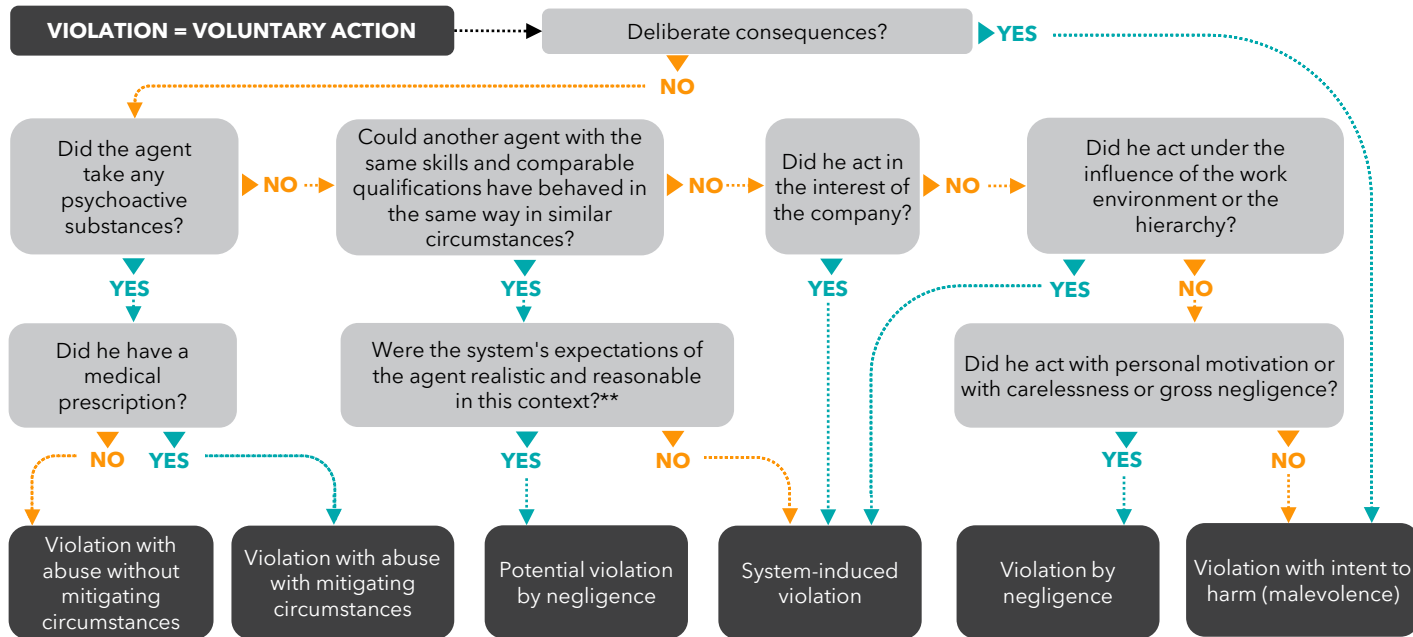 VIOLATION = VOLUNTARY ACTION
Deliberate consequences?
YES
NO
Did the agent
take any
psychoactive
substances?
NO
Could another agent with the
same skills and comparable
qualifications have behaved in
the same way in similar
circumstances?
NO
Did he act in
the interest of
the company?
NO
Did he act under the
influence of the work
environment or the
hierarchy?
YES
YES
YES
YES
NO
Did he have a
medical
prescription?
Were the system's expectations of
the agent realistic and reasonable
in this context?**
Did he act with personal motivation or
with carelessness or gross negligence?
NO
YES
YES
NO
YES
NO
Violation with
abuse without
mitigating
circumstances
Violation with abuse
with mitigating
circumstances
Potential violation
by negligence
System-induced
violation
Violation by
negligence
Violation with intent to
harm (malevolence)